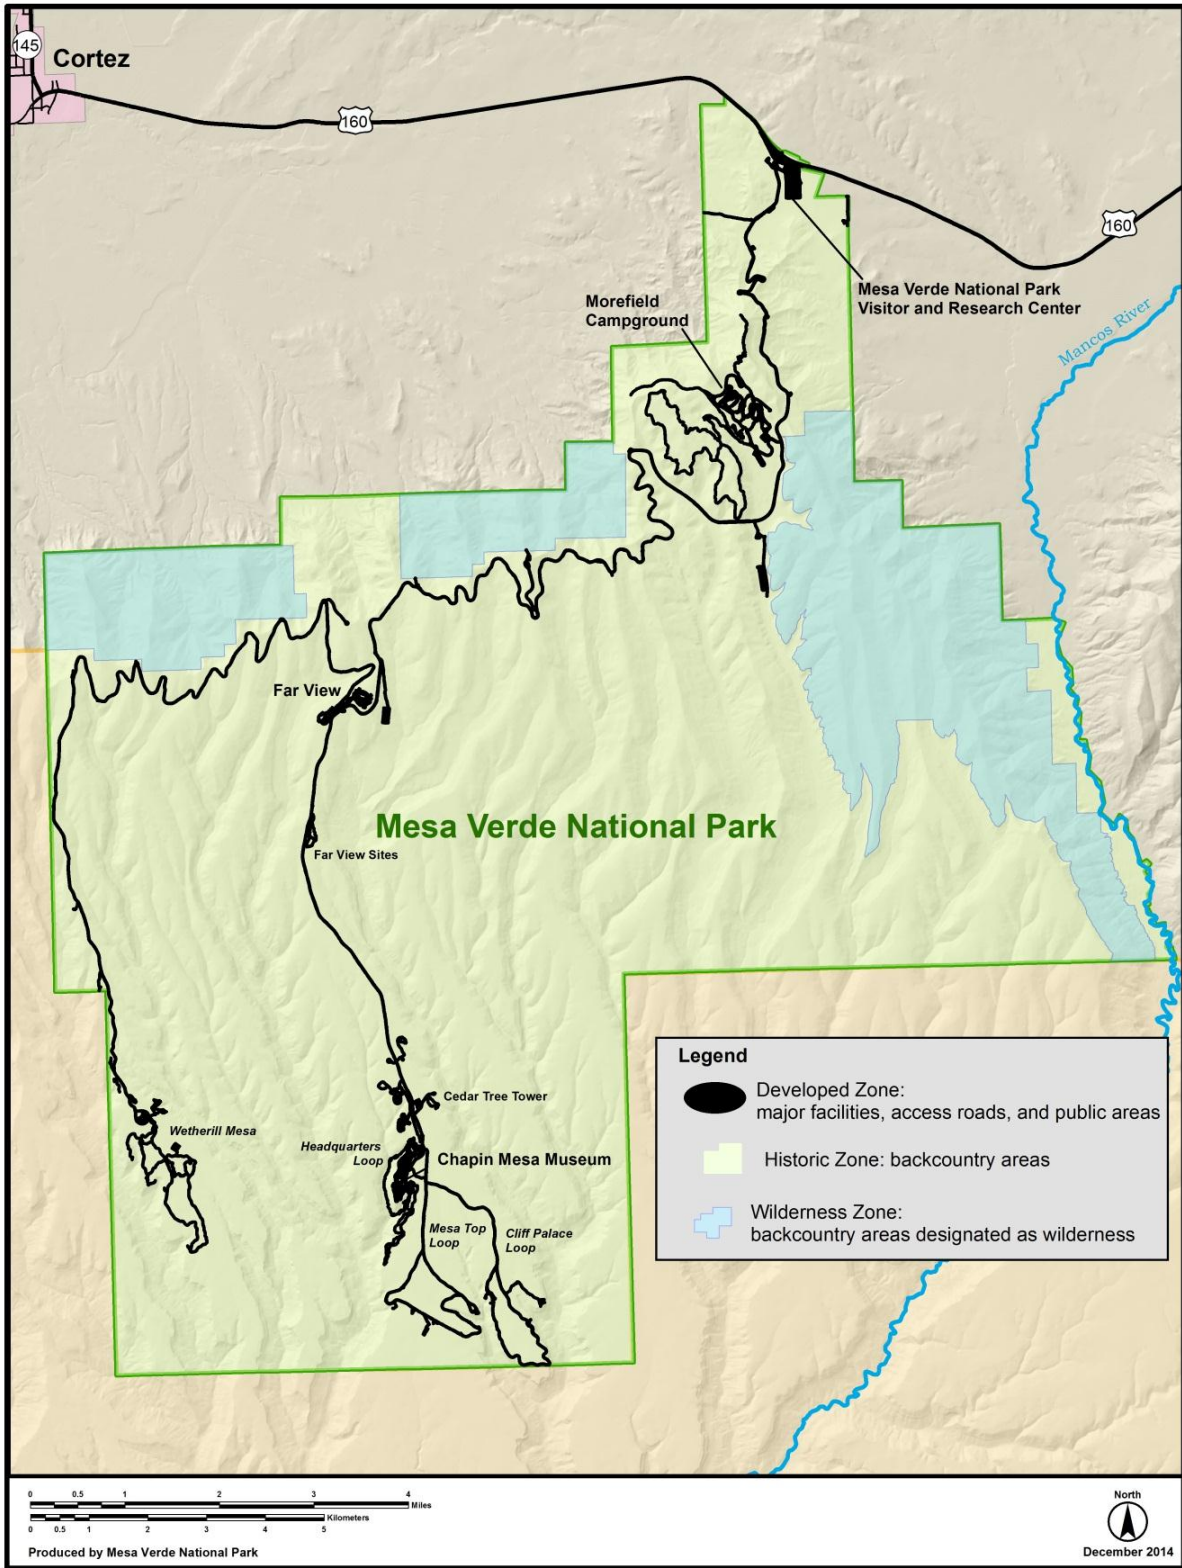 145
Cortez
160
160
Mesa Verde National Park
Visitor and Research Center
Mancos River
Morefield
Campground
Far View
Mesa Verde National Park
Far View Sites
Cedar Tree Tower
Wetherill Mesa
Headquarters
Loop
Chapin Mesa Museum
Mesa Top
Loop
Cliff Palace
Loop
Legend
Developed Zone:
major facilities, access roads, and public areas
Historic Zone: backcountry areas
Wilderness Zone:
backcountry areas designated as wilderness
0 0.5 1 2 3 4
Miles
Kilometers
0 0.5 1 2 3 4 5
Produced by Mesa Verde National Park
North
December 2014